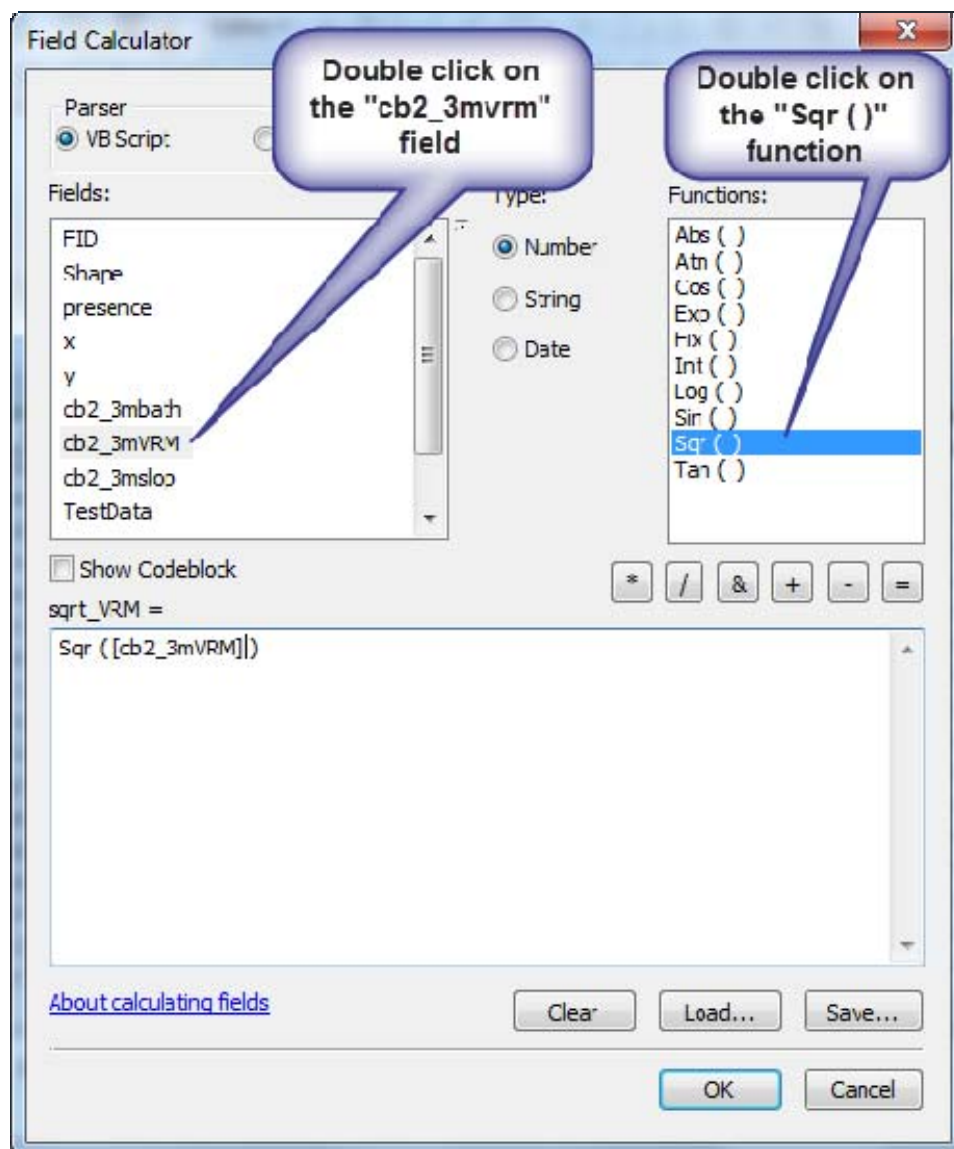 Field Calculator
Double click on
the "cb2_3mvrm"
field
Double click on
the "Sqr ( )"
function
Parser
VB Script
Fields:
Type:
Functions:
FID
Shape
presence
x
y
cb2_3mbath
cb2_3mVRM
cb2_3mslop
TestData
Number
String
Date
Abs ( )
Atn ( )
Cos ( )
Exp ( )
Fix ( )
Int ( )
Log ( )
Sin ( )
Sqr ( )
Tan ( )
Show Codeblock
* / & + - =
sqrt_VRM =
Sqr ( [cb2_3mVRM] )
About calculating fields
Clear
Load...
Save...
OK
Cancel